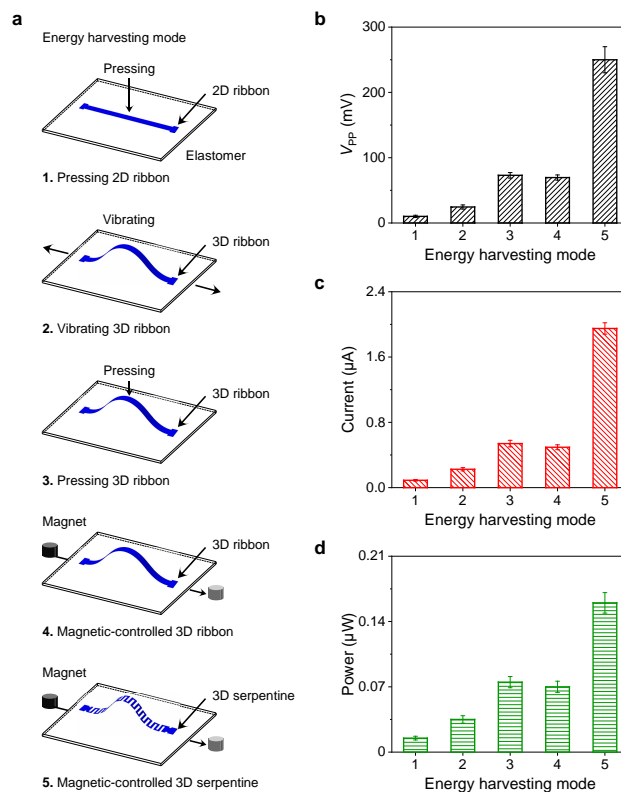 a
Energy harvesting mode
Pressing
2D ribbon
Elastomer
1. Pressing 2D ribbon
Vibrating
3D ribbon
2. Vibrating 3D ribbon
Pressing
3D ribbon
3. Pressing 3D ribbon
Magnet
3D ribbon
4. Magnetic-controlled 3D ribbon
Magnet
3D serpentine
5. Magnetic-controlled 3D serpentine
b
300
200
100
0
VPP (mV)
1 2 3 4 5
Energy harvesting mode
c
2.4
1.6
0.8
0.0
Current (µA)
1 2 3 4 5
Energy harvesting mode
d
0.21
0.14
0.07
0
Power (µW)
1 2 3 4 5
Energy harvesting mode